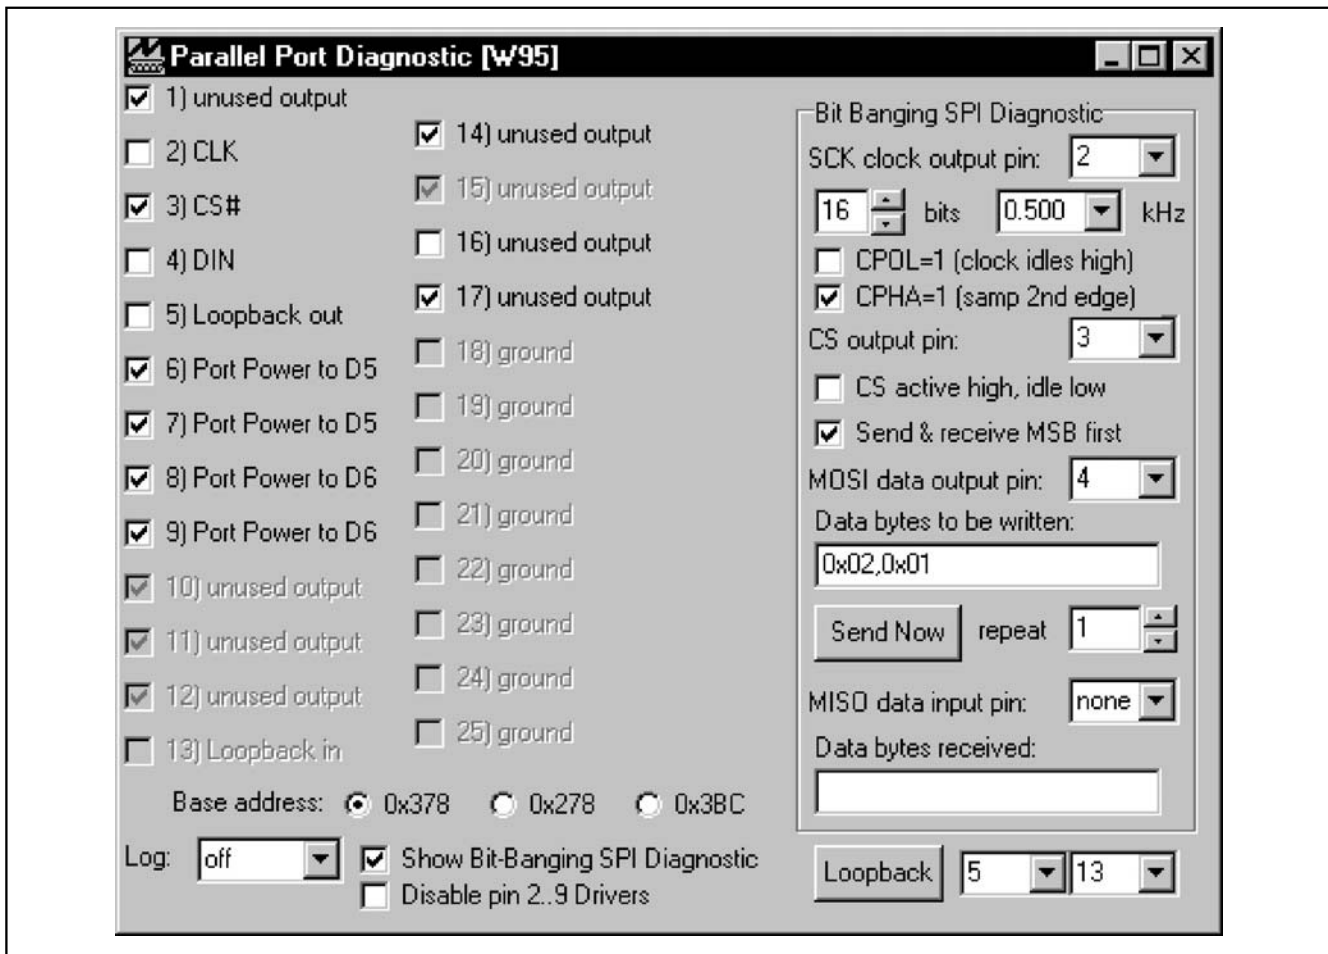 Parallel Port Diagnostic [W95]
1) unused output
2) CLK
3) CS#
4) DIN
5) Loopback out
6) Port Power to D5
7) Port Power to D5
8) Port Power to D6
9) Port Power to D6
10) unused output
11) unused output
12) unused output
13) Loopback in
14) unused output
15) unused output
16) unused output
17) unused output
18) ground
19) ground
20) ground
21) ground
22) ground
23) ground
24) ground
25) ground
Base address: 0x378 0x278 0x3BC
Log: off
Show Bit-Banging SPI Diagnostic
Disable pin 2..9 Drivers
Bit Banging SPI Diagnostic
SCK clock output pin: 2
16 bits 0.500 kHz
CPOL=1 (clock idles high)
CPHA=1 (samp 2nd edge)
CS output pin: 3
CS active high, idle low
Send & receive MSB first
MOSI data output pin: 4
Data bytes to be written:
0x02,0x01
Send Now repeat 1
MISO data input pin: none
Data bytes received:
Loopback 5 13